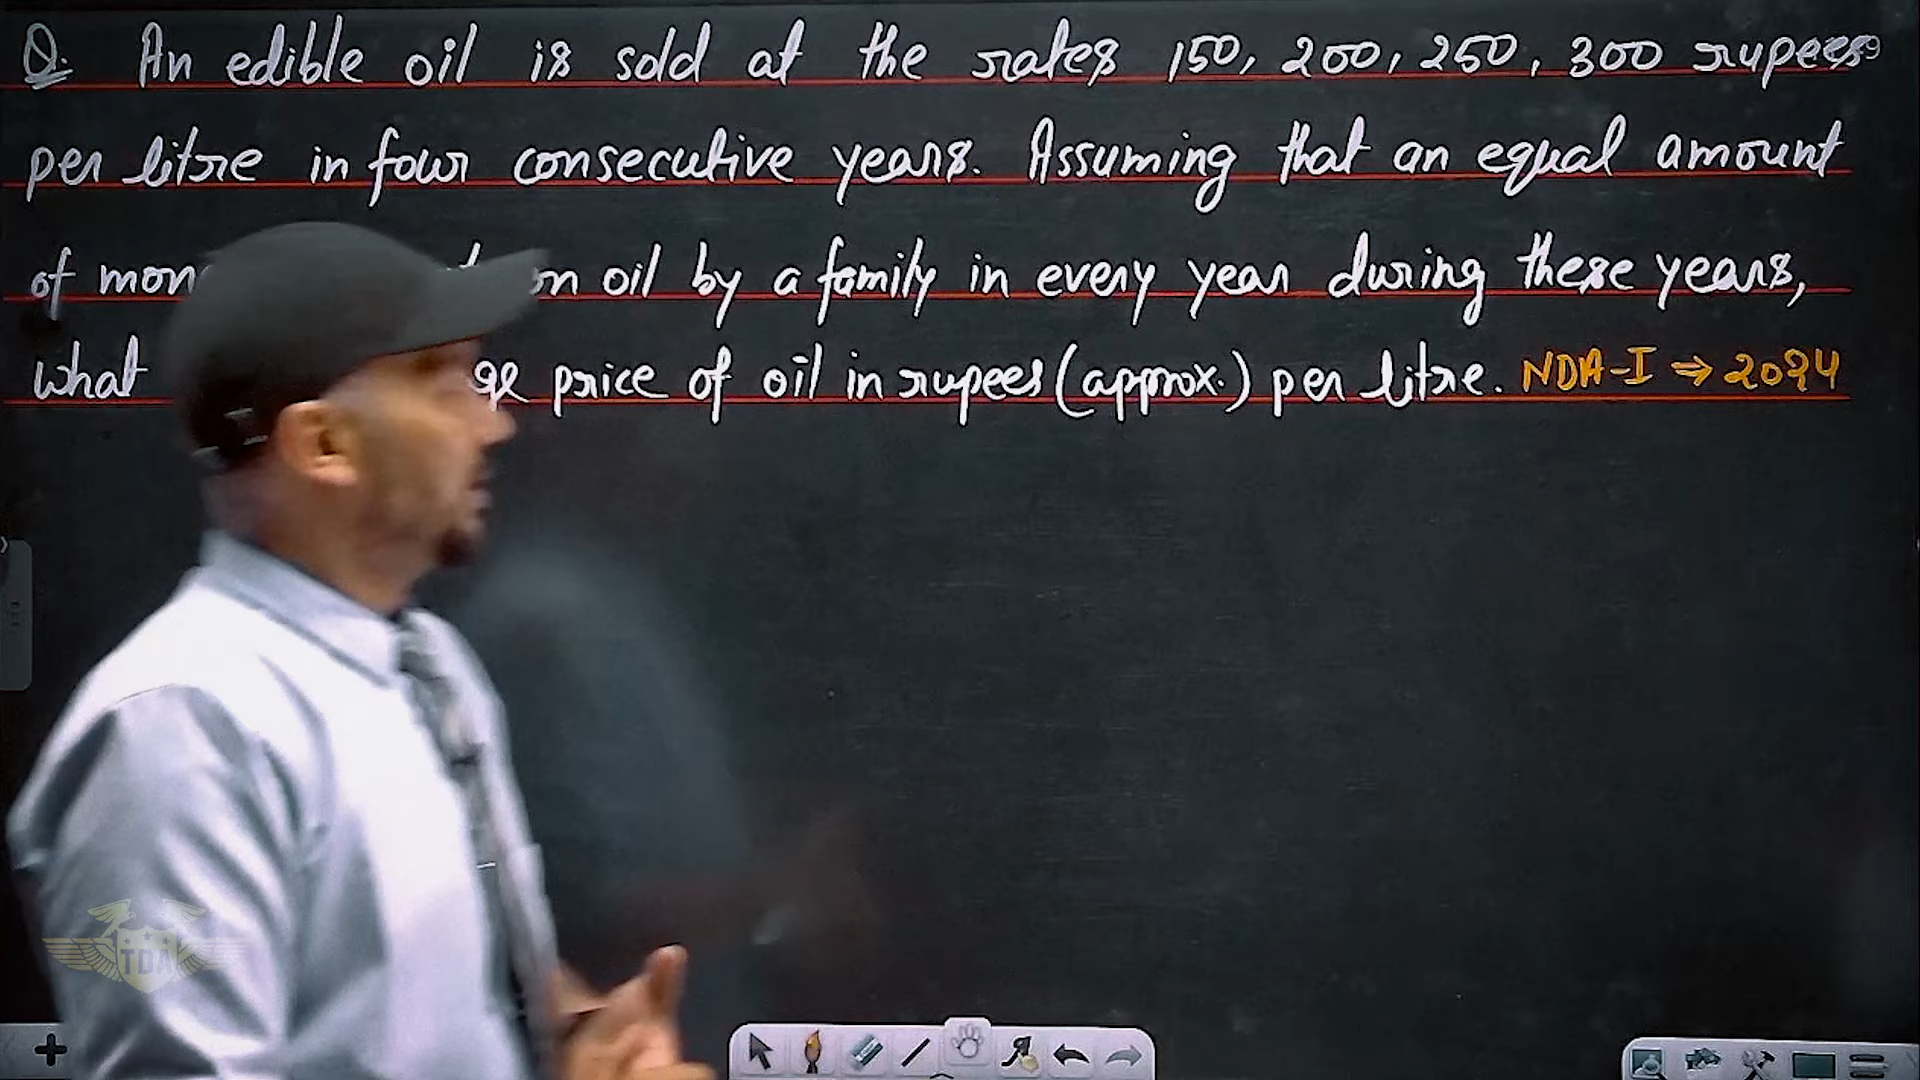 Q. An edible oil is sold at the rates 150, 200, 250, 300 rupees
per litre in four consecutive years. Assuming that an equal amount
of on oil by a family in every year during these years,
what price of oil in rupees (approx.) per litre. NDA-I → 2024
TDA